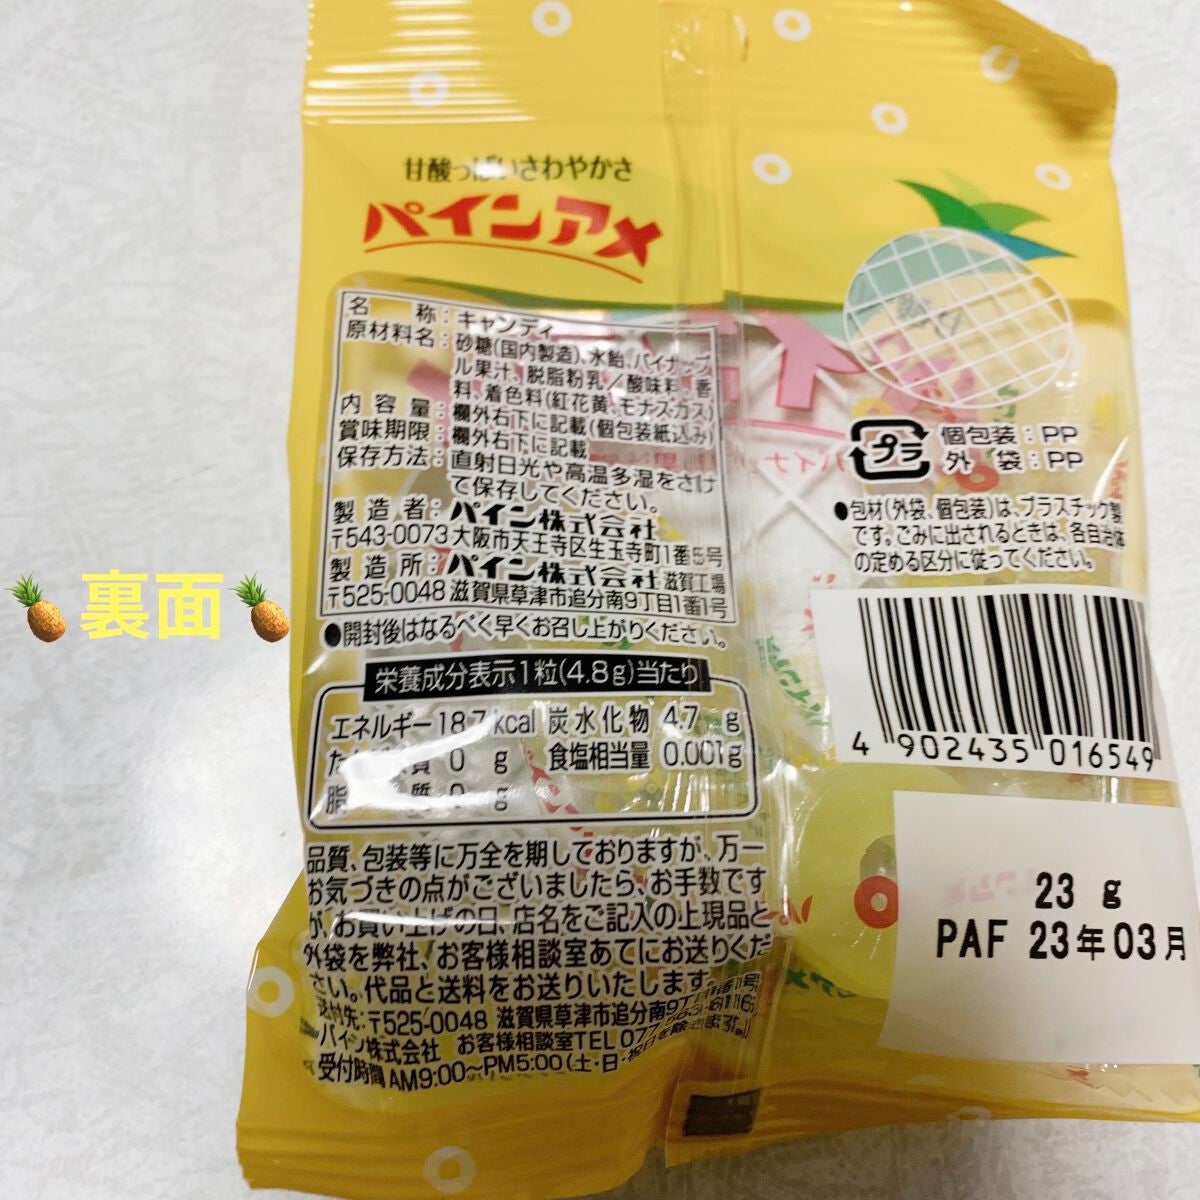 甘酸っぱいさわやかさ
パインアメ
名称:キャンディ
原材料名:砂糖(国内製造)、水飴、パイナップ
ル果汁、脱脂粉乳/酸味料、香
料、着色料(紅花黄、モナスカス)
内容量:欄外右下に記載(個包装紙込み)
賞味期限:欄外右下に記載
保存方法:直射日光や高温多湿をさけ
て保存してください。
製造者:パイン株式会社
〒543-0073 大阪市天王寺区生玉寺町1番5号
製造所:パイン株式会社 滋賀工場
〒525-0048 滋賀県草津市追分南9丁目1番1号
●開封後はなるべく早くお召し上がりください。
栄養成分表示1粒(4.8g)当たり
エネルギー 18.7kcal 炭水化物 4.7 g
質 0 g 食塩相当量 0.001g
脂 質 0 g
品質、包装等に万全を期しておりますが、万一
お気づきの点がございましたら、お手数です
が、お買い上げの日、店名をご記入の上現品と
外袋を弊社、お客様相談室あてにお送りくだ
さい。代品と送料をお送りいたします。
送付先:〒525-0048 滋賀県草津市追分南9丁目1番1号
パイン株式会社 お客様相談室TEL 077
受付時間 AM9:00〜PM5:00(土・日・祝日を除きます。)
プラ
個包装:PP
外袋:PP
●包材(外袋、個包装)は、プラスチック製
です。ごみに出されるときは、各自治体
の定める区分に従ってください。
4 902435 016549
23 g
PAF 23年03月
🍍裏面🍍